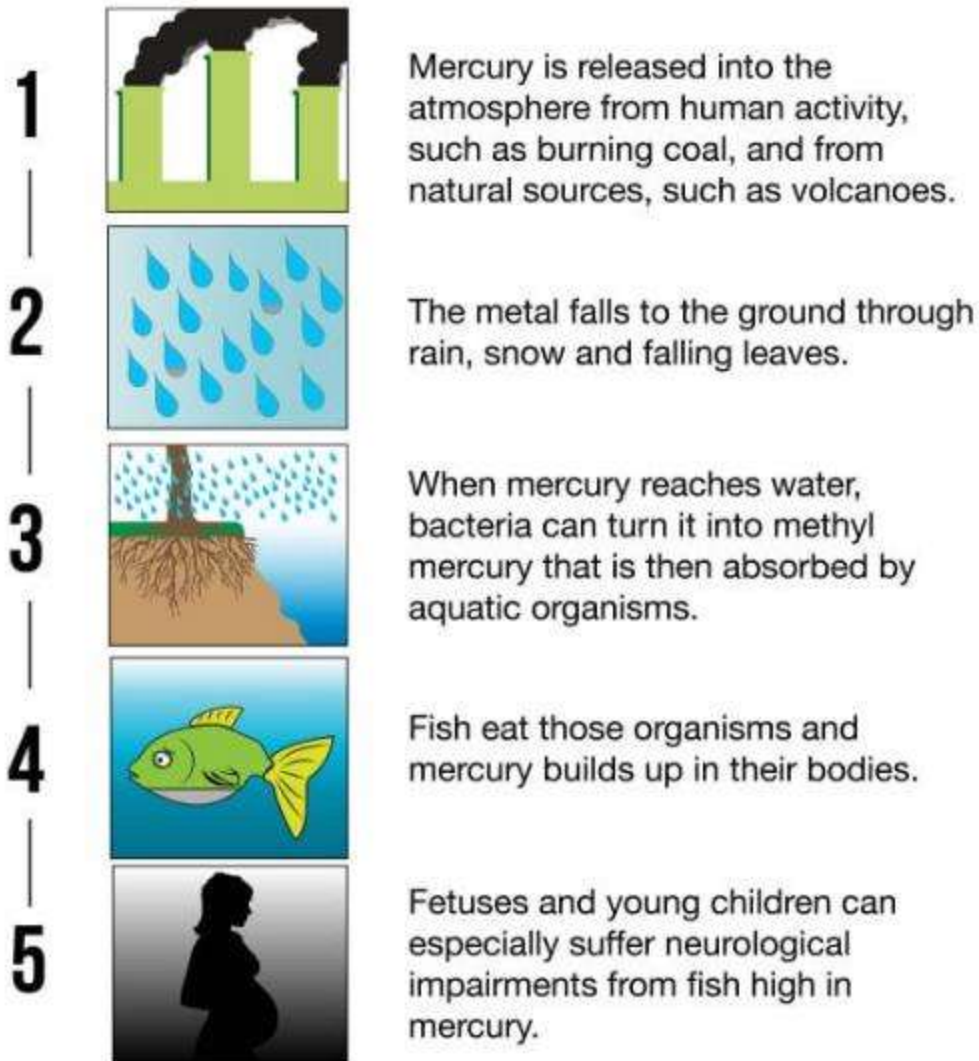 1
Mercury is released into the
atmosphere from human activity,
such as burning coal, and from
natural sources, such as volcanoes.
2
The metal falls to the ground through
rain, snow and falling leaves.
3
When mercury reaches water,
bacteria can turn it into methyl
mercury that is then absorbed by
aquatic organisms.
4
Fish eat those organisms and
mercury builds up in their bodies.
5
Fetuses and young children can
especially suffer neurological
impairments from fish high in
mercury.